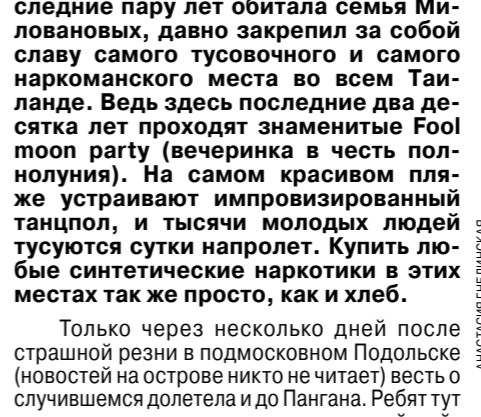 следние пару лет обитала семья Ми-
ловановых, давно закрепил за собой
славу самого тусовочного и самого
наркоманского места во всем Таи-
ланде. Ведь здесь последние два де-
сятка лет проходят знаменитые Fool
moon party (вечеринка в честь пол-
нолуния). На самом красивом пля-
же устраивают импровизированный
танцпол, и тысячи молодых людей
тусуются сутки напролет. Купить лю-
бые синтетические наркотики в этих
местах так же просто, как и хлеб.
Только через несколько дней после
страшной резни в подмосковном Подольске
(новостей на острове никто не читает) весть о
случившемся долетела и до Пангана. Ребят тут